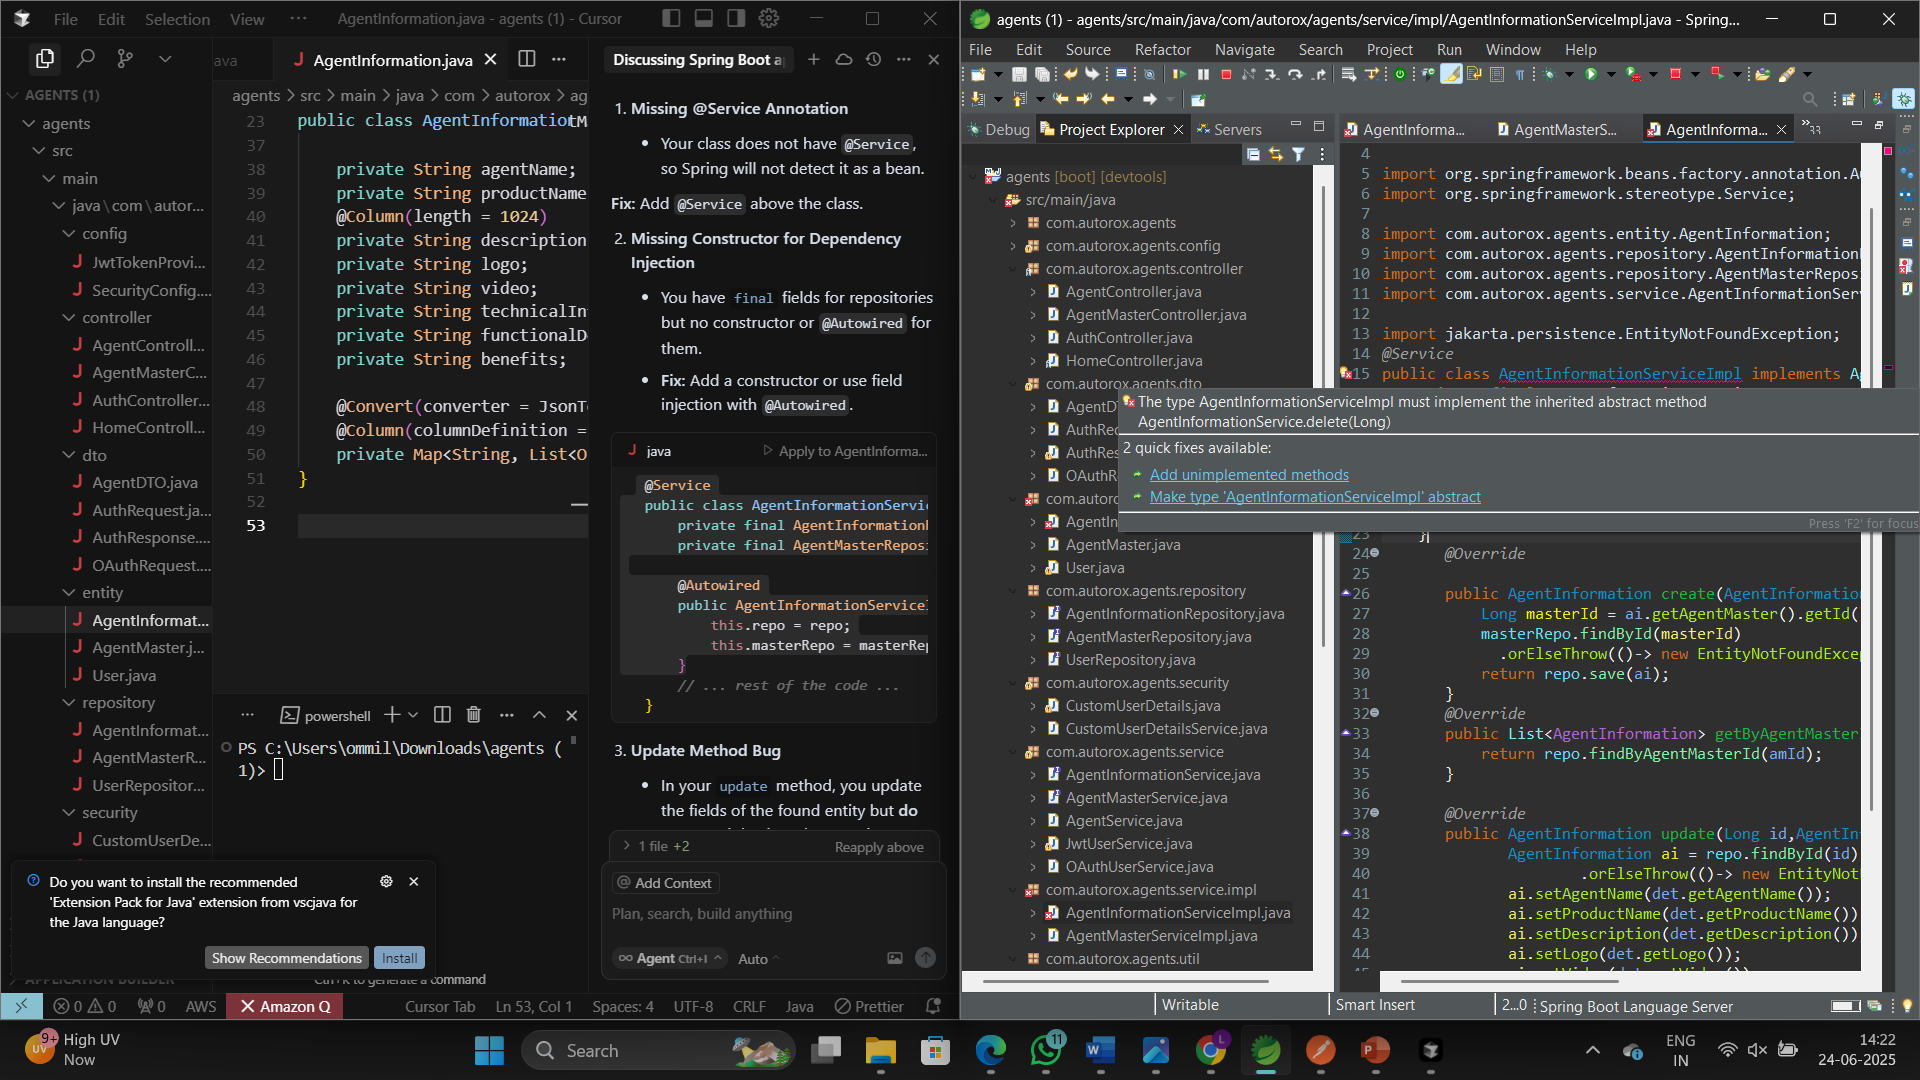 File Edit Selection View ··· AgentInformation.java - agents - Cursor
AGENTS (1)
agents
src
main
java\com\autor...
config
JwtTokenProvi...
SecurityConfig....
controller
AgentControll...
AgentMasterC...
AuthController...
HomeControll...
dto
AgentDTO.java
AuthRequest.ja...
AuthResponse....
OAuthRequest....
entity
AgentInformat...
AgentMaster.j...
User.java
repository
AgentInformat...
AgentMasterR...
UserRepositor...
security
CustomUserDe...
ava AgentInformation.java
agents > src > main > java > com > autorox > ag
23 public class AgentInformation
37
38 private String agentName;
39 private String productName
40 @Column(length = 1024)
41 private String description
42 private String logo;
43 private String video;
44 private String technicalIn
45 private String functionalD
46 private String benefits;
47
48 @Convert(converter = JsonT
49 @Column(columnDefinition =
50 private Map<String, List<O
51 }
52
53
powershell
PS C:\Users\ommil\Downloads\agents (
1)>
Do you want to install the recommended
'Extension Pack for Java' extension from vscjava for
the Java language?
Show Recommendations Install
to generate a command
0 0 0 AWS Amazon Q Cursor Tab Ln 53, Col 1 Spaces: 4 UTF-8 CRLF Java Prettier
Discussing Spring Boot a
1. Missing @Service Annotation
• Your class does not have @Service,
so Spring will not detect it as a bean.
Fix: Add @Service above the class.
2. Missing Constructor for Dependency
Injection
• You have final fields for repositories
but no constructor or @Autowired for
them.
• Fix: Add a constructor or use field
injection with @Autowired.
java Apply to AgentInforma...
@Service
public class AgentInformationServic
private final AgentInformation
private final AgentMasterReposi
@Autowired
public AgentInformationService
this.repo = repo;
this.masterRepo = masterRep
}
// ... rest of the code ...
}
3. Update Method Bug
• In your update method, you update
the fields of the found entity but do
1 file +2 Reapply above
@ Add Context
Plan, search, build anything
∞ Agent Ctrl+I Auto
agents (1) - agents/src/main/java/com/autorox/agents/service/impl/AgentInformationServiceImpl.java - Spring...
File Edit Source Refactor Navigate Search Project Run Window Help
Debug Project Explorer Servers
agents [boot] [devtools]
src/main/java
com.autorox.agents
com.autorox.agents.config
com.autorox.agents.controller
AgentController.java
AgentMasterController.java
AuthController.java
HomeController.java
com.autorox.agents.dto
AgentDT
AuthRec
AuthRes
OAuthR
com.autorox
AgentIn
AgentMaster.java
User.java
com.autorox.agents.repository
AgentInformationRepository.java
AgentMasterRepository.java
UserRepository.java
com.autorox.agents.security
CustomUserDetails.java
CustomUserDetailsService.java
com.autorox.agents.service
AgentInformationService.java
AgentMasterService.java
AgentService.java
JwtUserService.java
OAuthUserService.java
com.autorox.agents.service.impl
AgentInformationServiceImpl.java
AgentMasterServiceImpl.java
com.autorox.agents.util
AgentInforma... AgentMasterS... AgentInforma... 33
4
5 import org.springframework.beans.factory.annotation.Au
6 import org.springframework.stereotype.Service;
7
8 import com.autorox.agents.entity.AgentInformation;
9 import com.autorox.agents.repository.AgentInformation
10 import com.autorox.agents.repository.AgentMasterRepos
11 import com.autorox.agents.service.AgentInformationSer
12
13 import jakarta.persistence.EntityNotFoundException;
14 @Service
15 public class AgentInformationServiceImpl implements A
The type AgentInformationServiceImpl must implement the inherited abstract method
AgentInformationService.delete(Long)
2 quick fixes available:
Add unimplemented methods
Make type 'AgentInformationServiceImpl' abstract
Press 'F2' for focus
23 }
24 @Override
25
26 public AgentInformation create(AgentInformation
27 Long masterId = ai.getAgentMaster().getId(
28 masterRepo.findById(masterId)
29 .orElseThrow(()-> new EntityNotFoundExcep
30 return repo.save(ai);
31 }
32 @Override
33 public List<AgentInformation> getByAgentMaster
34 return repo.findByAgentMasterId(amId);
35 }
36
37 @Override
38 public AgentInformation update(Long id,AgentIn
39 AgentInformation ai = repo.findById(id)
40 .orElseThrow(()-> new EntityNot
41 ai.setAgentName(det.getAgentName());
42 ai.setProductName(det.getProductName())
43 ai.setDescription(det.getDescription())
44 ai.setLogo(det.getLogo());
Writable Smart Insert 2...0 Spring Boot Language Server
9+ UV High UV
Now
Search
11
ENG
IN
14:22
24-06-2025